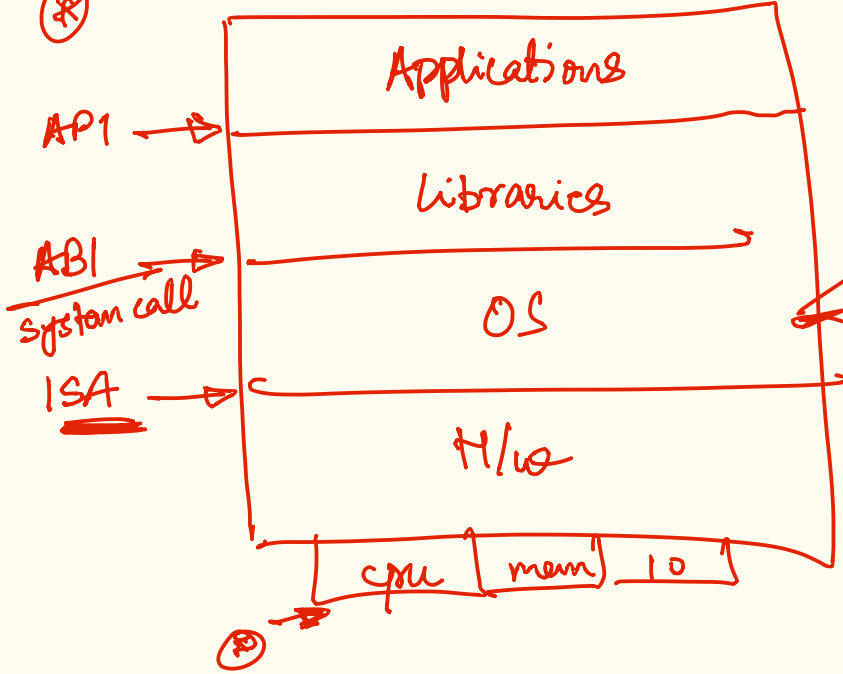 Applications
API
Libraries
ABI
system call
OS
ISA
H/w
cpu
mem
IO